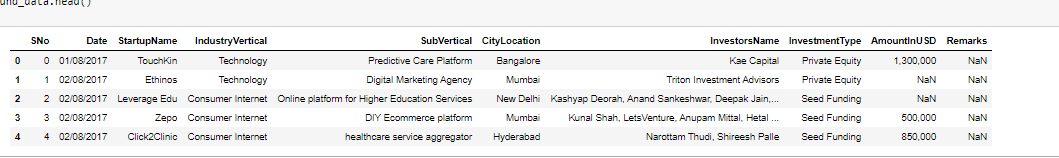 und_data.head()
SNo Date StartupName IndustryVertical SubVertical CityLocation InvestorsName InvestmentType AmountInUSD Remarks
0 0 01/08/2017 TouchKin Technology Predictive Care Platform Bangalore Kae Capital Private Equity 1,300,000 NaN
1 1 02/08/2017 Ethinos Technology Digital Marketing Agency Mumbai Triton Investment Advisors Private Equity NaN NaN
2 2 02/08/2017 Leverage Edu Consumer Internet Online platform for Higher Education Services New Delhi Kashyap Deorah, Anand Sankeshwar, Deepak Jain,... Seed Funding NaN NaN
3 3 02/08/2017 Zepo Consumer Internet DIY Ecommerce platform Mumbai Kunal Shah, LetsVenture, Anupam Mittal, Hetal ... Seed Funding 500,000 NaN
4 4 02/08/2017 Click2Clinic Consumer Internet healthcare service aggregator Hyderabad Narottam Thudi, Shireesh Palle Seed Funding 850,000 NaN